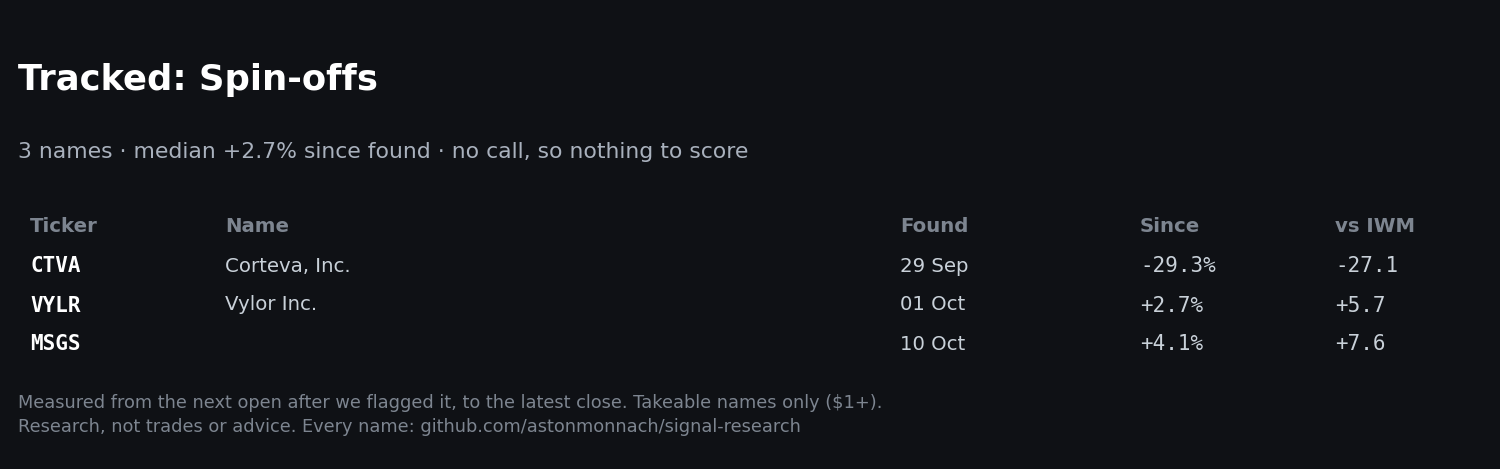 Tracked: Spin-offs
3 names · median +2.7% since found · no call, so nothing to score
Ticker Name Found Since vs IWM
CTVA Corteva, Inc. 29 Sep -29.3% -27.1
VYLR Vylor Inc. 01 Oct +2.7% +5.7
MSGS 10 Oct +4.1% +7.6
Measured from the next open after we flagged it, to the latest close. Takeable names only ($1+).
Research, not trades or advice. Every name: github.com/astonmonnach/signal-research